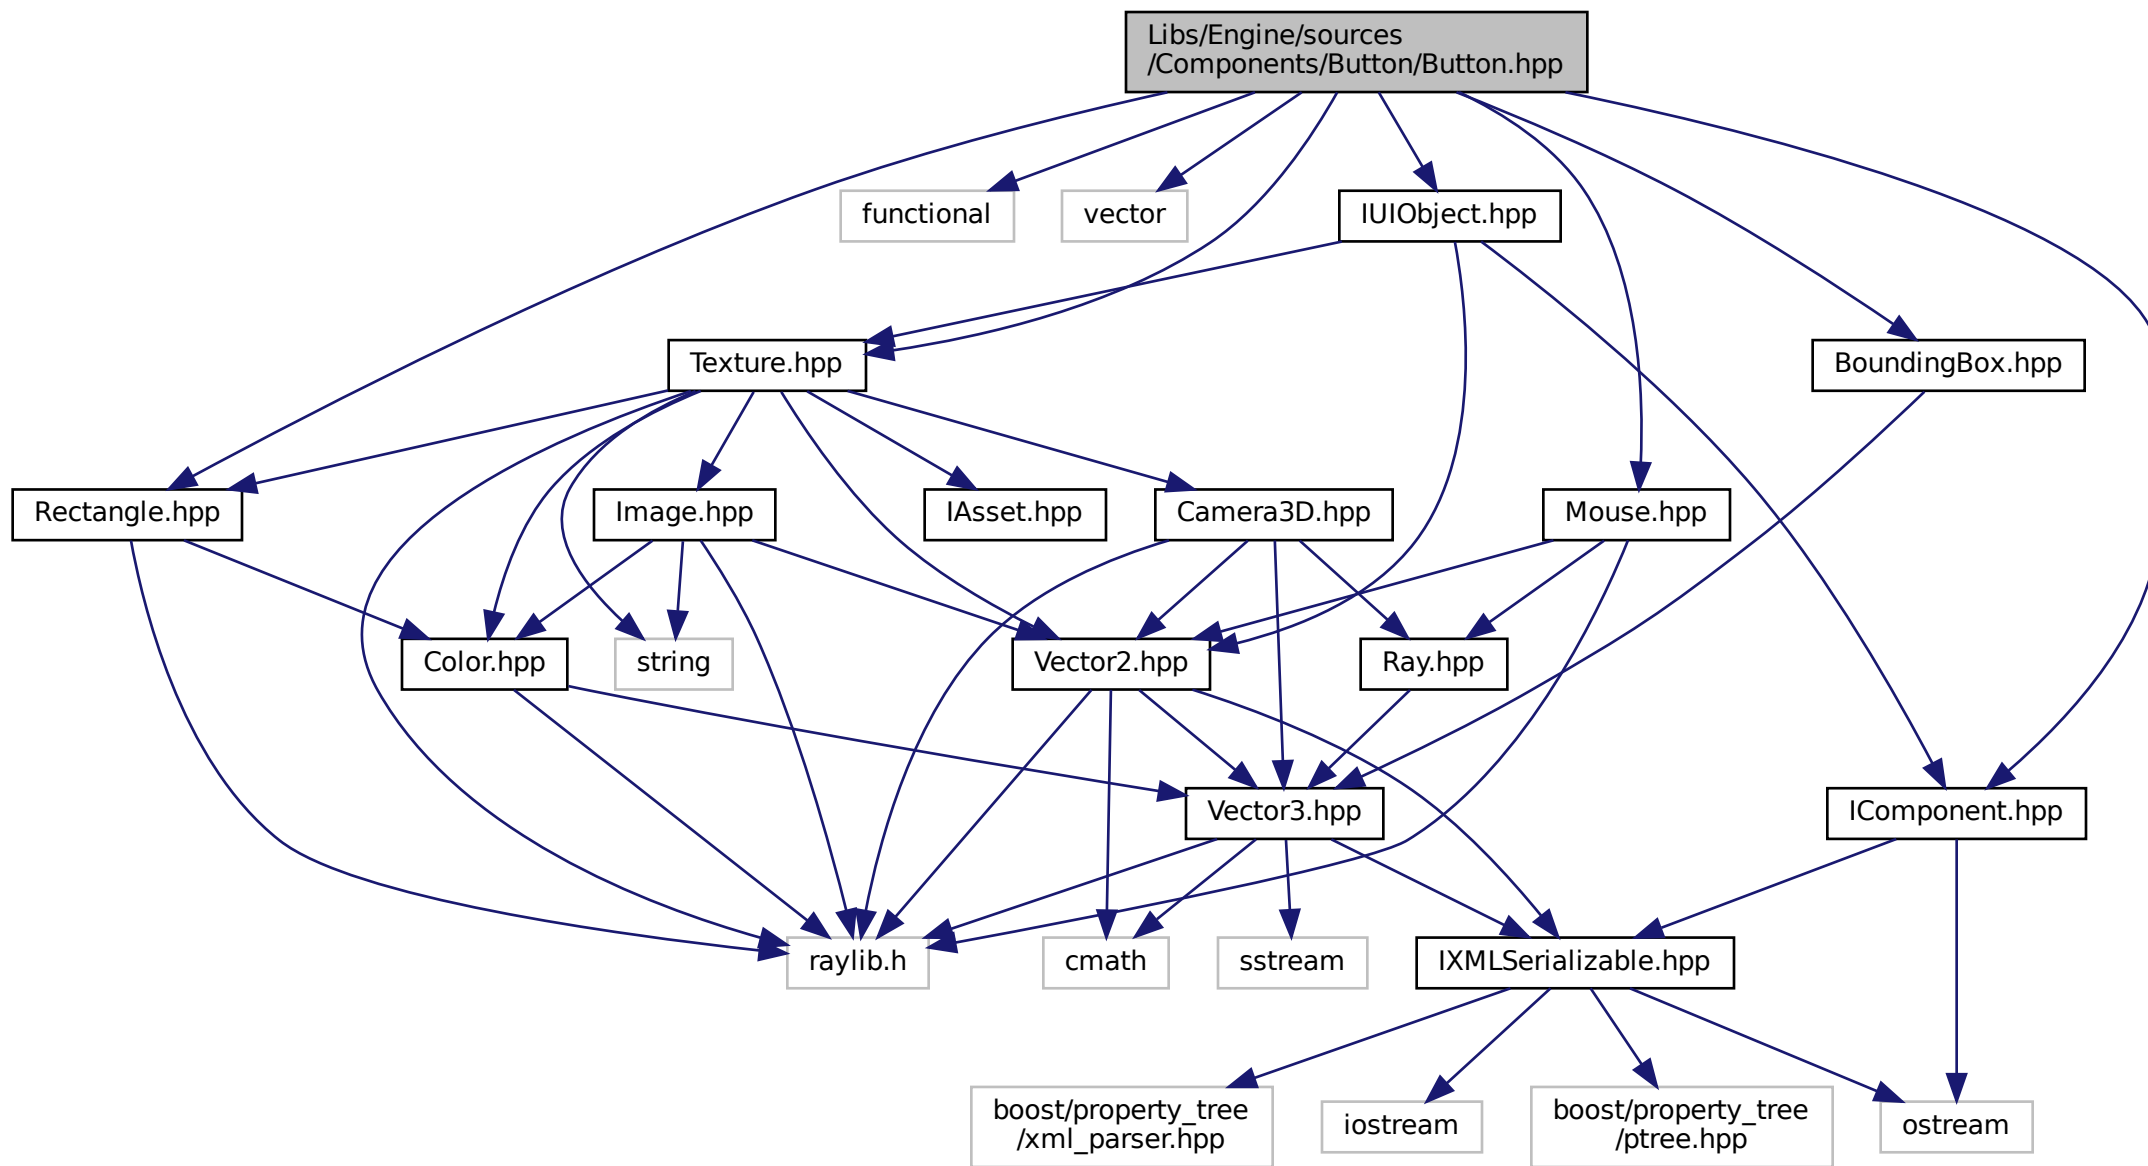 Libs/Engine/sources
/Components/Button/Button.hpp
functional
vector
IUIObject.hpp
Texture.hpp
BoundingBox.hpp
Rectangle.hpp
Image.hpp
IAsset.hpp
Camera3D.hpp
Mouse.hpp
Color.hpp
string
Vector2.hpp
Ray.hpp
Vector3.hpp
IComponent.hpp
raylib.h
cmath
sstream
IXMLSerializable.hpp
boost/property_tree
/xml_parser.hpp
iostream
boost/property_tree
/ptree.hpp
ostream